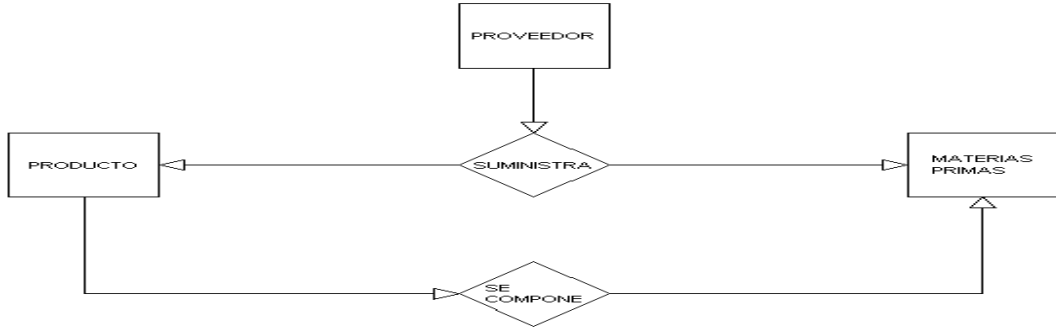 PROVEEDOR
PRODUCTO
SUMINISTRA
MATERIAS
PRIMAS
SE
COMPONE